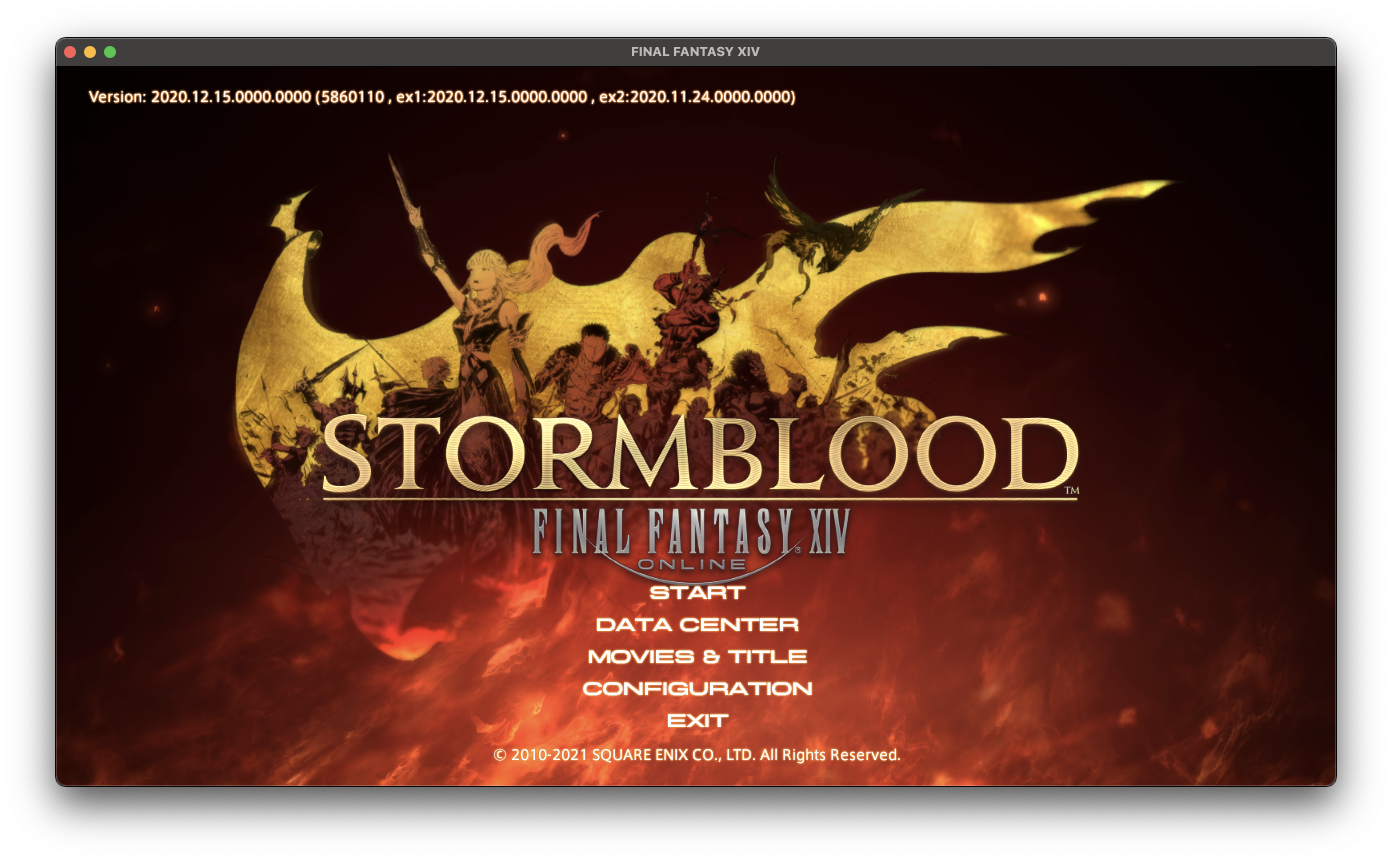 FINAL FANTASY XIV
Version: 2020.12.15.0000.0000 (5860110 , ex1:2020.12.15.0000.0000 , ex2:2020.11.24.0000.0000)
STORMBLOOD™
FINAL FANTASY® XIV
ONLINE
START
DATA CENTER
MOVIES & TITLE
CONFIGURATION
EXIT
© 2010-2021 SQUARE ENIX CO., LTD. All Rights Reserved.